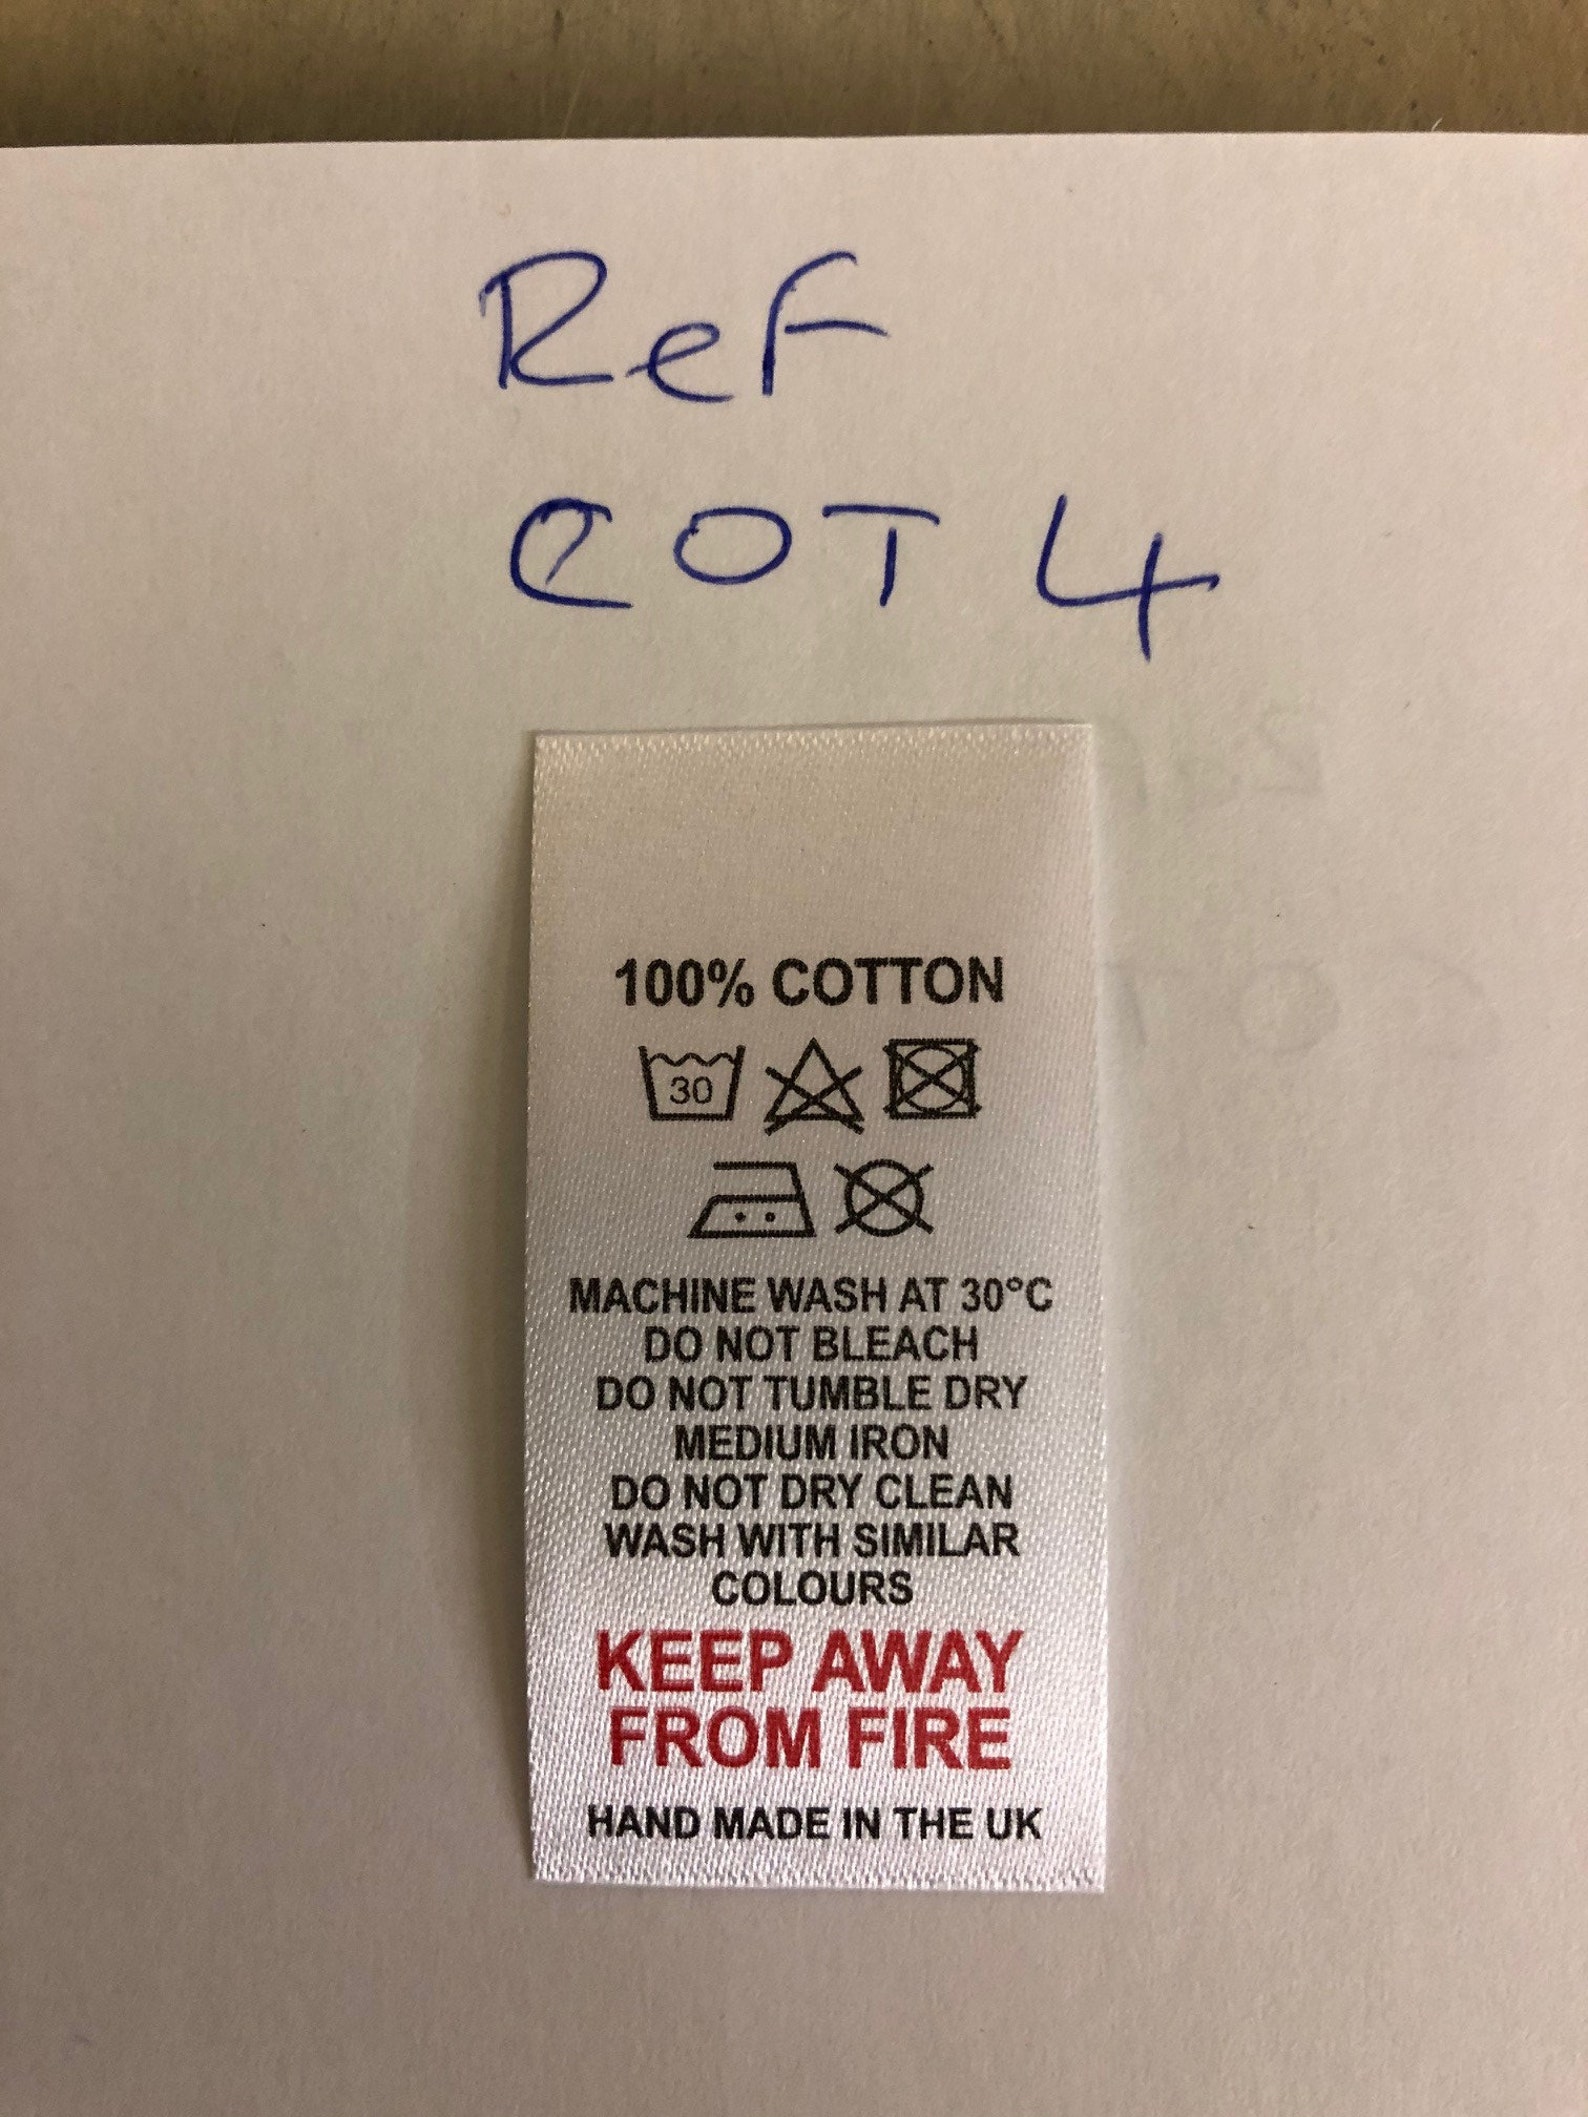 Ref
COT 4
100% COTTON
30
MACHINE WASH AT 30°C
DO NOT BLEACH
DO NOT TUMBLE DRY
MEDIUM IRON
DO NOT DRY CLEAN
WASH WITH SIMILAR
COLOURS
KEEP AWAY
FROM FIRE
HAND MADE IN THE UK